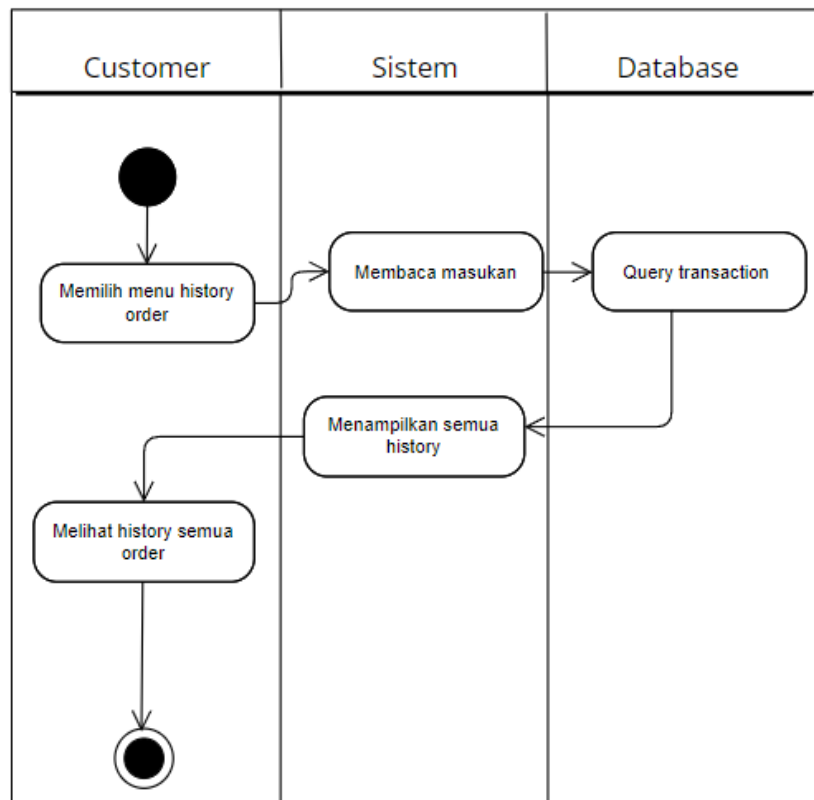 Customer
Sistem
Database
Memilih menu history
order
Membaca masukan
Query transaction
Menampilkan semua
history
Melihat history semua
order